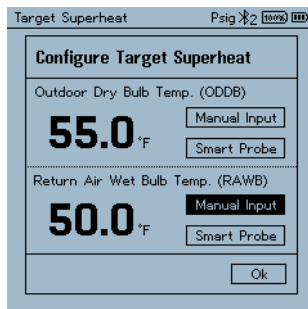 Target Superheat Psig 2 100%
Configure Target Superheat
Outdoor Dry Bulb Temp. (ODDB)
55.0 °F
Manual Input
Smart Probe
Return Air Wet Bulb Temp. (RAWB)
50.0 °F
Manual Input
Smart Probe
Ok